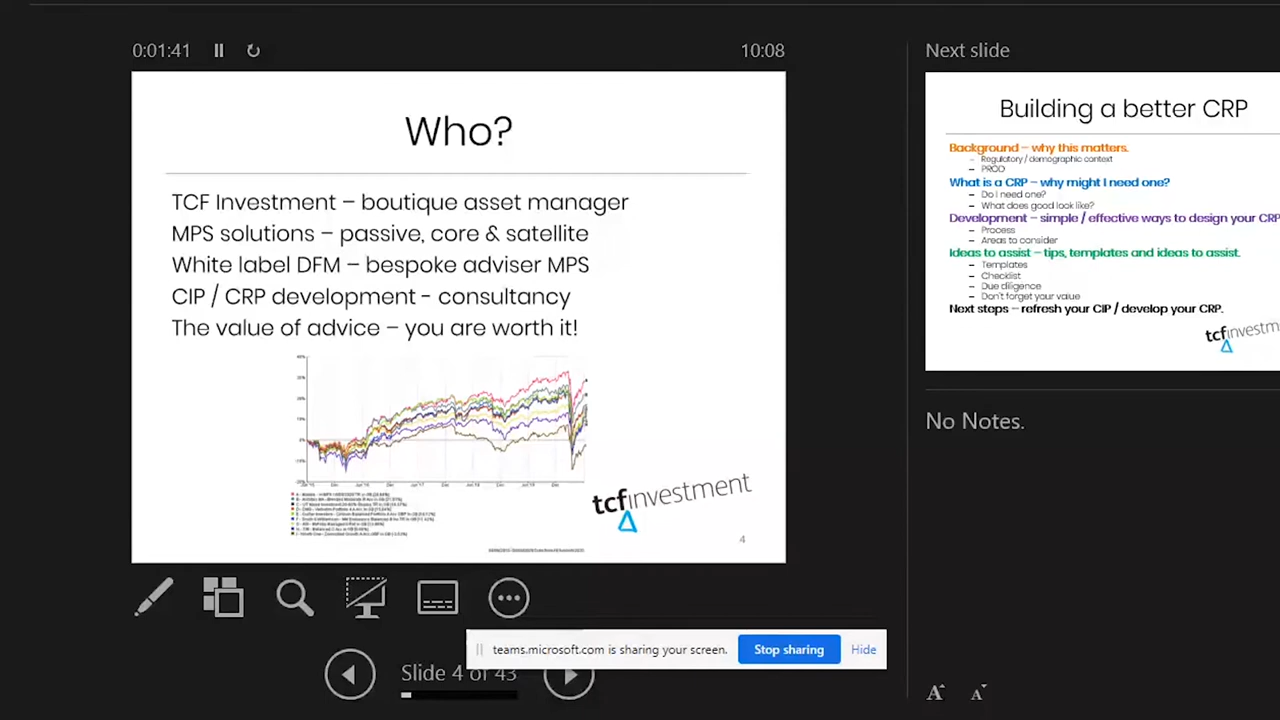 0:01:41
10:08
Next slide
Who?
TCF Investment – boutique asset manager
MPS solutions – passive, core & satellite
White label DFM – bespoke adviser MPS
CIP / CRP development - consultancy
The value of advice – you are worth it!
tcfinvestment
4
Building a better CRP
Background – why this matters.
– Regulatory / demographic context
– PROD
What is a CRP – why might I need one?
– Do I need one?
– What does good look like?
Development – simple / effective ways to design your CRP
– Process
– Areas to consider
Ideas to assist – tips, templates and ideas to assist.
– Templates
– Checklist
– Due diligence
– Don't forget your value
Next steps – refresh your CIP / develop your CRP.
tcfinvestm
No Notes.
teams.microsoft.com is sharing your screen.
Stop sharing
Hide
Slide 4 of 43
A A